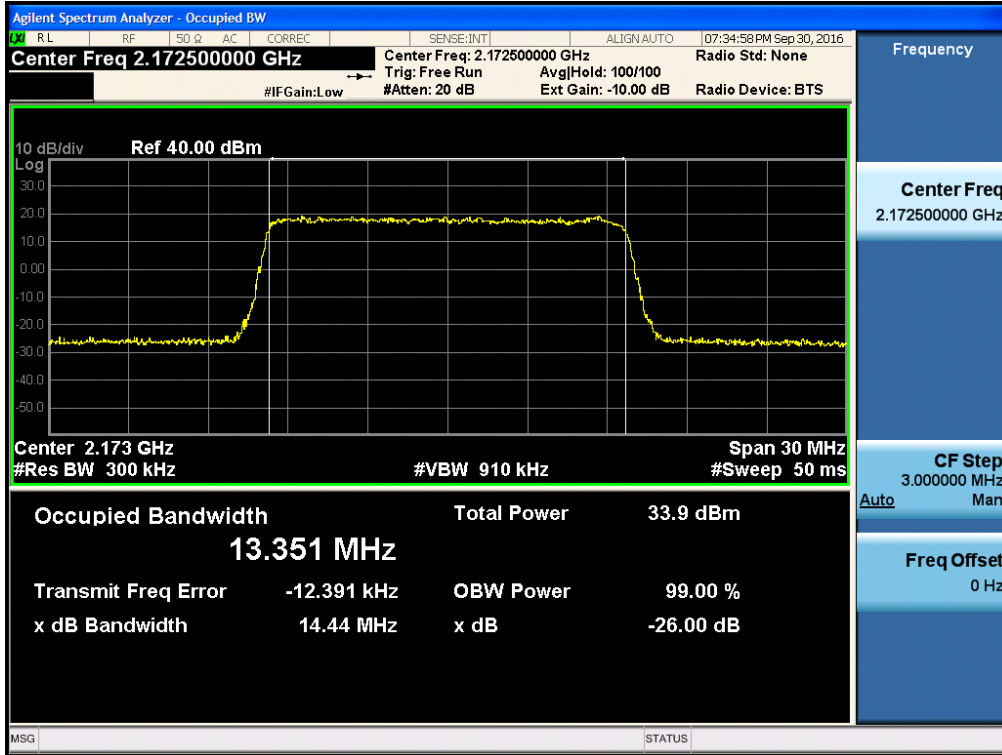 Agilent Spectrum Analyzer - Occupied BW
LXI RL RF 50 Ω AC CORREC SENSE:INT ALIGN AUTO 07:34:58 PM Sep 30, 2016
Center Freq 2.172500000 GHz
Center Freq: 2.172500000 GHz Radio Std: None
Trig: Free Run Avg|Hold: 100/100
#IFGain:Low #Atten: 20 dB Ext Gain: -10.00 dB Radio Device: BTS
10 dB/div Ref 40.00 dBm
Log
30.0
20.0
10.0
0.00
-10.0
-20.0
-30.0
-40.0
-50.0
Center 2.173 GHz Span 30 MHz
#Res BW 300 kHz #VBW 910 kHz #Sweep 50 ms
Occupied Bandwidth Total Power 33.9 dBm
13.351 MHz
Transmit Freq Error -12.391 kHz OBW Power 99.00 %
x dB Bandwidth 14.44 MHz x dB -26.00 dB
MSG STATUS
Frequency
Center Freq
2.172500000 GHz
CF Step
3.000000 MHz
Auto Man
Freq Offset
0 Hz